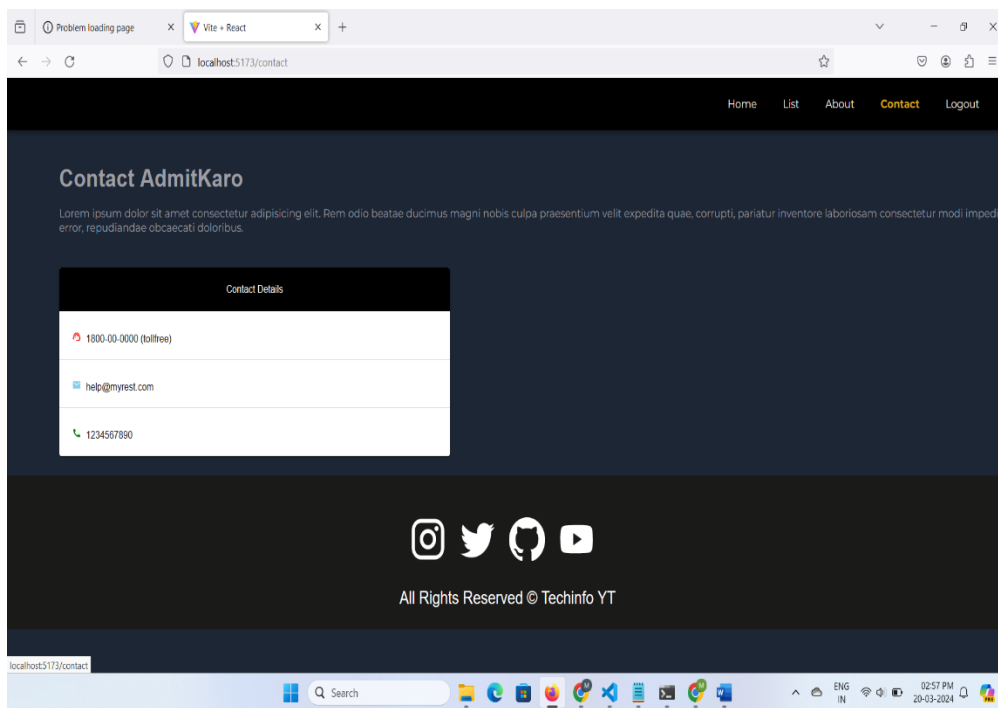 Problem loading page
Vite + React
localhost:5173/contact
Home List About Contact Logout
Contact AdmitKaro
Lorem ipsum dolor sit amet consectetur adipisicing elit. Rem odio beatae ducimus magni nobis culpa praesentium velit expedita quae, corrupti, pariatur inventore laboriosam consectetur modi impedi
error, repudiandae obcaecati doloribus.
Contact Details
1800-00-0000 (tollfree)
help@myrest.com
1234567890
All Rights Reserved © Techinfo YT
localhost:5173/contact
Search
ENG
IN
02:57 PM
20-03-2024